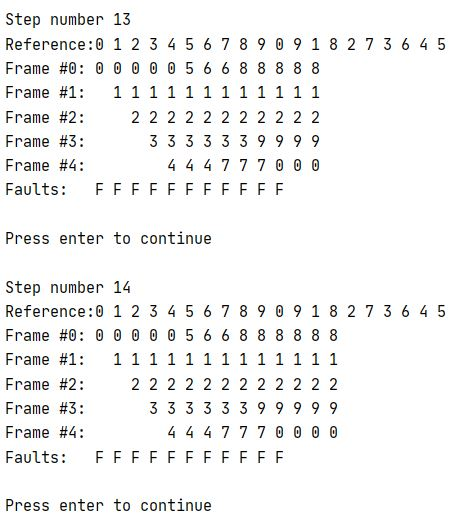 Step number 13
Reference:0 1 2 3 4 5 6 7 8 9 0 9 1 8 2 7 3 6 4 5
Frame #0: 0 0 0 0 0 5 6 6 8 8 8 8 8
Frame #1:   1 1 1 1 1 1 1 1 1 1 1 1
Frame #2:     2 2 2 2 2 2 2 2 2 2 2
Frame #3:       3 3 3 3 3 3 9 9 9 9
Frame #4:         4 4 4 7 7 7 0 0 0
Faults:   F F F F F F F F F F F
Press enter to continue
Step number 14
Reference:0 1 2 3 4 5 6 7 8 9 0 9 1 8 2 7 3 6 4 5
Frame #0: 0 0 0 0 0 5 6 6 8 8 8 8 8 8
Frame #1:   1 1 1 1 1 1 1 1 1 1 1 1 1
Frame #2:     2 2 2 2 2 2 2 2 2 2 2 2
Frame #3:       3 3 3 3 3 3 9 9 9 9 9
Frame #4:         4 4 4 7 7 7 0 0 0 0
Faults:   F F F F F F F F F F F
Press enter to continue